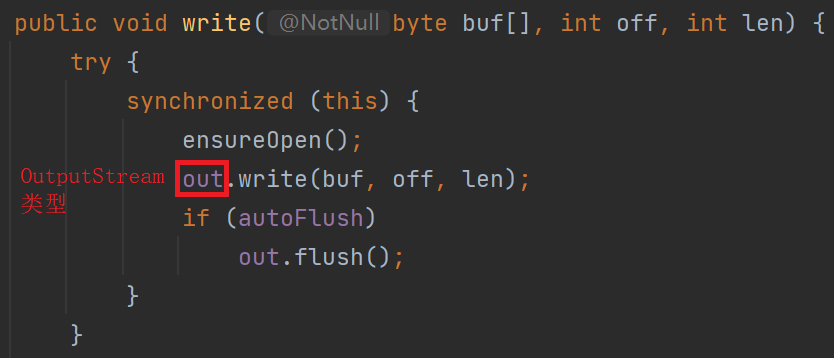 public void write( @NotNull byte buf[], int off, int len) {
try {
synchronized (this) {
ensureOpen();
OutputStream
类型
out.write(buf, off, len);
if (autoFlush)
out.flush();
}
}